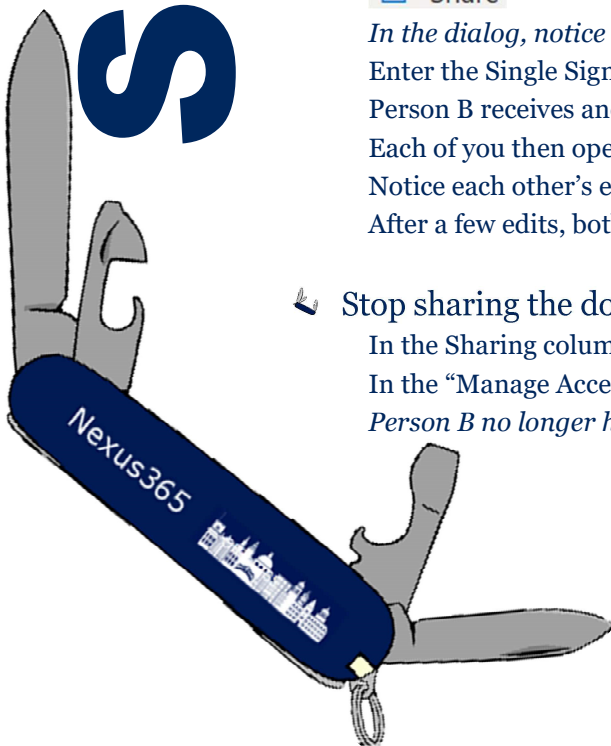 Share
S
In the dialog, notice
Enter the Single Sign
Person B receives an
Each of you then ope
Notice each other's e
After a few edits, bot
Stop sharing the do
In the Sharing colum
In the “Manage Acce
Person B no longer h
Nexus365